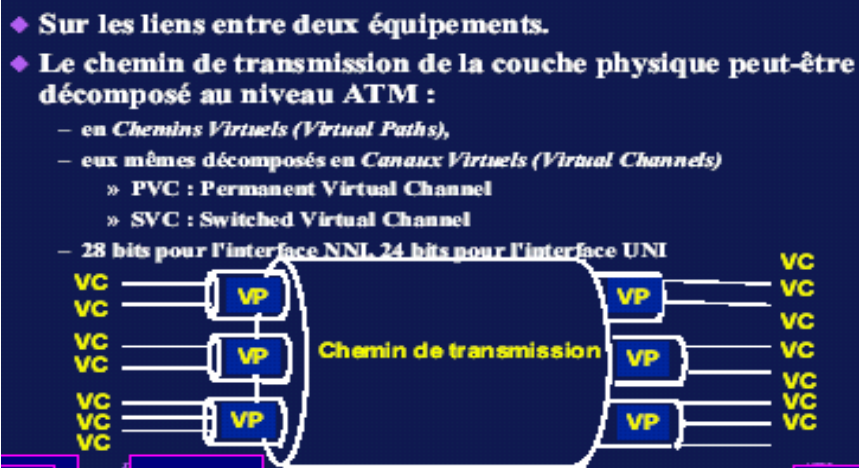 Sur les liens entre deux équipements.
Le chemin de transmission de la couche physique peut-être
décomposé au niveau ATM :
– en Chemins Virtuels (Virtual Paths),
– eux mêmes décomposés en Canaux Virtuels (Virtual Channels)
» PVC : Permanent Virtual Channel
» SVC : Switched Virtual Channel
– 28 bits pour l'interface NNI, 24 bits pour l'interface UNI
VC
VC
VP
VC
VC
VP
VC
VC
VC
VP
Chemin de transmission
VP
VC
VC
VC
VP
VC
VC
VP
VC
VC